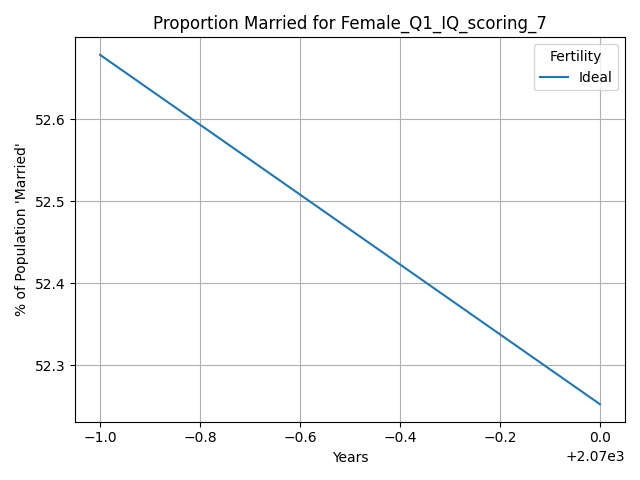 Proportion Married for Female_Q1_IQ_scoring_7
Fertility
Ideal
% of Population 'Married'
52.6
52.5
52.4
52.3
−1.0
−0.8
−0.6
−0.4
−0.2
0.0
Years
+2.07e3